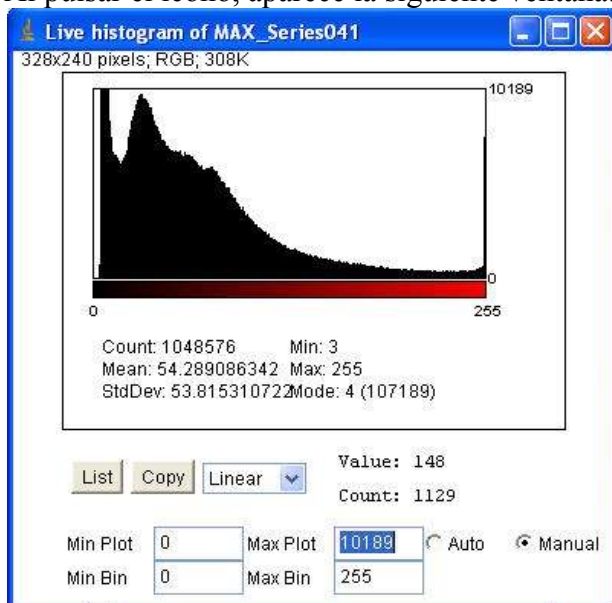 Al pulsar el icono, aparece la siguiente ventana
Live histogram of MAX_Series041
328x240 pixels; RGB; 308K
10189
0
0 255
Count: 1048576 Min: 3
Mean: 54.289086342 Max: 255
StdDev: 53.815310722 Mode: 4 (107189)
List Copy Linear Value: 148
Count: 1129
Min Plot 0 Max Plot 10189 Auto Manual
Min Bin 0 Max Bin 255